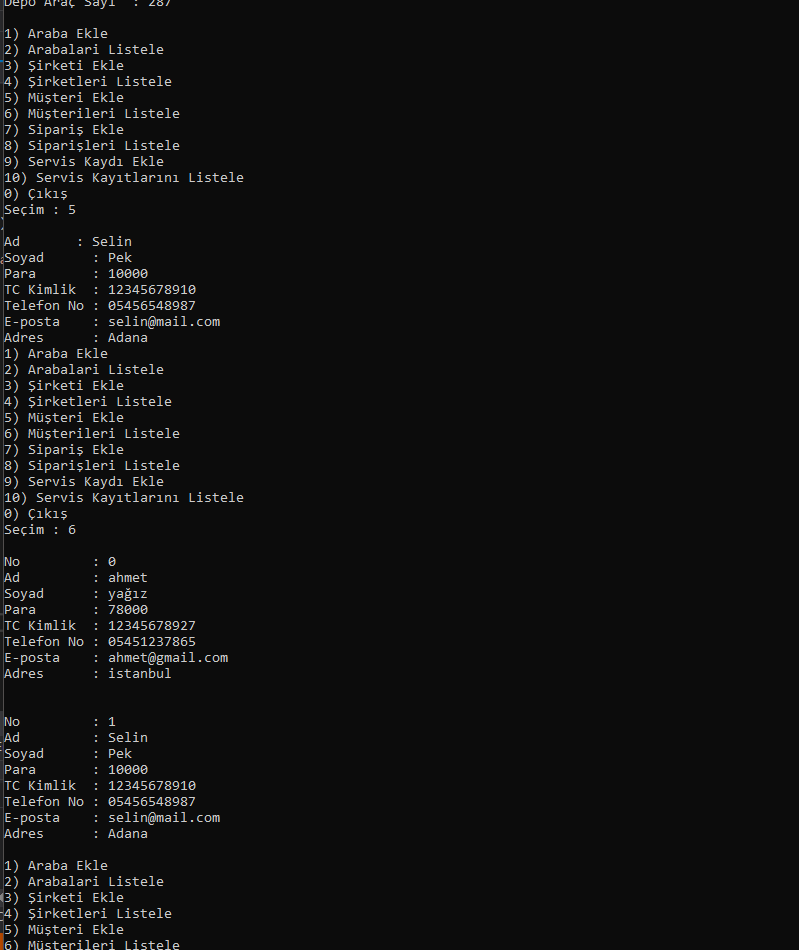 Depo Araç Sayı : 287
1) Araba Ekle
2) Arabalari Listele
3) Şirketi Ekle
4) Şirketleri Listele
5) Müşteri Ekle
6) Müşterileri Listele
7) Sipariş Ekle
8) Siparişleri Listele
9) Servis Kaydı Ekle
10) Servis Kayıtlarını Listele
0) Çıkış
Seçim : 5
Ad : Selin
Soyad : Pek
Para : 10000
TC Kimlik : 12345678910
Telefon No : 05456548987
E-posta : selin@mail.com
Adres : Adana
1) Araba Ekle
2) Arabalari Listele
3) Şirketi Ekle
4) Şirketleri Listele
5) Müşteri Ekle
6) Müşterileri Listele
7) Sipariş Ekle
8) Siparişleri Listele
9) Servis Kaydı Ekle
10) Servis Kayıtlarını Listele
0) Çıkış
Seçim : 6
No : 0
Ad : ahmet
Soyad : yağız
Para : 78000
TC Kimlik : 12345678927
Telefon No : 05451237865
E-posta : ahmet@gmail.com
Adres : istanbul
No : 1
Ad : Selin
Soyad : Pek
Para : 10000
TC Kimlik : 12345678910
Telefon No : 05456548987
E-posta : selin@mail.com
Adres : Adana
1) Araba Ekle
2) Arabalari Listele
3) Şirketi Ekle
4) Şirketleri Listele
5) Müşteri Ekle
6) Müşterileri Listele